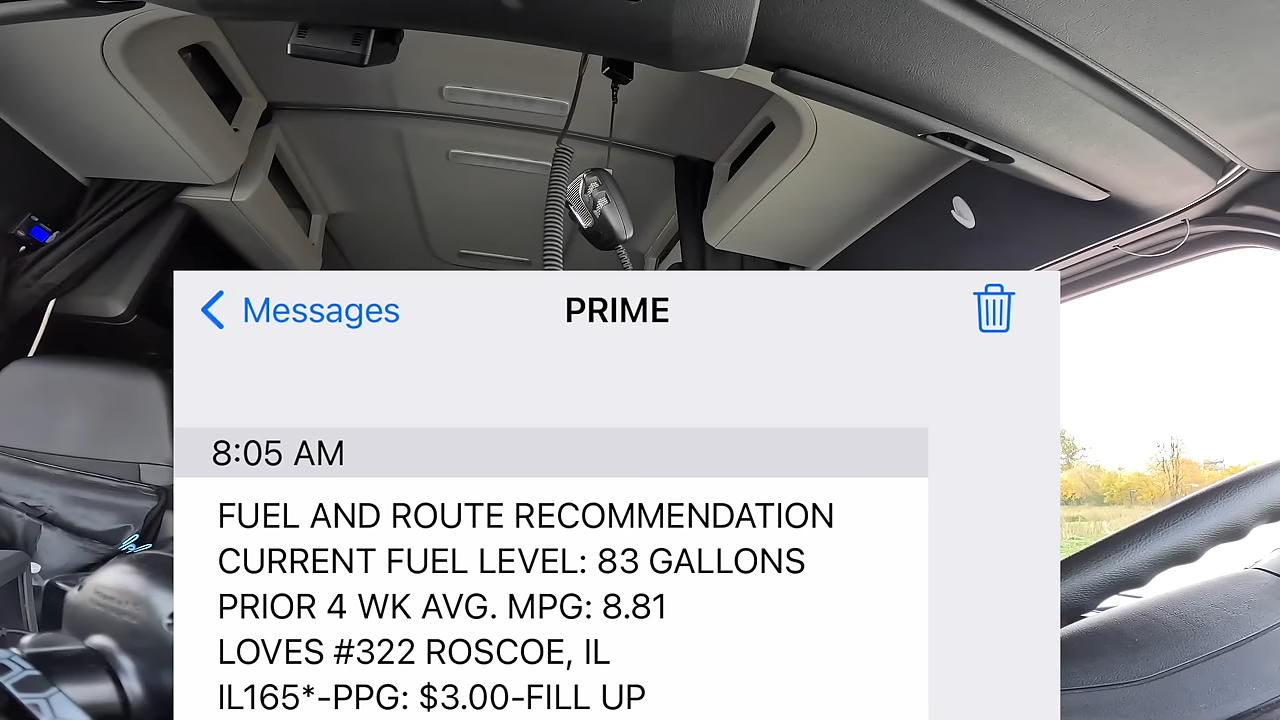 Messages
PRIME
8:05 AM
FUEL AND ROUTE RECOMMENDATION
CURRENT FUEL LEVEL: 83 GALLONS
PRIOR 4 WK AVG. MPG: 8.81
LOVES #322 ROSCOE, IL
IL165*-PPG: $3.00-FILL UP